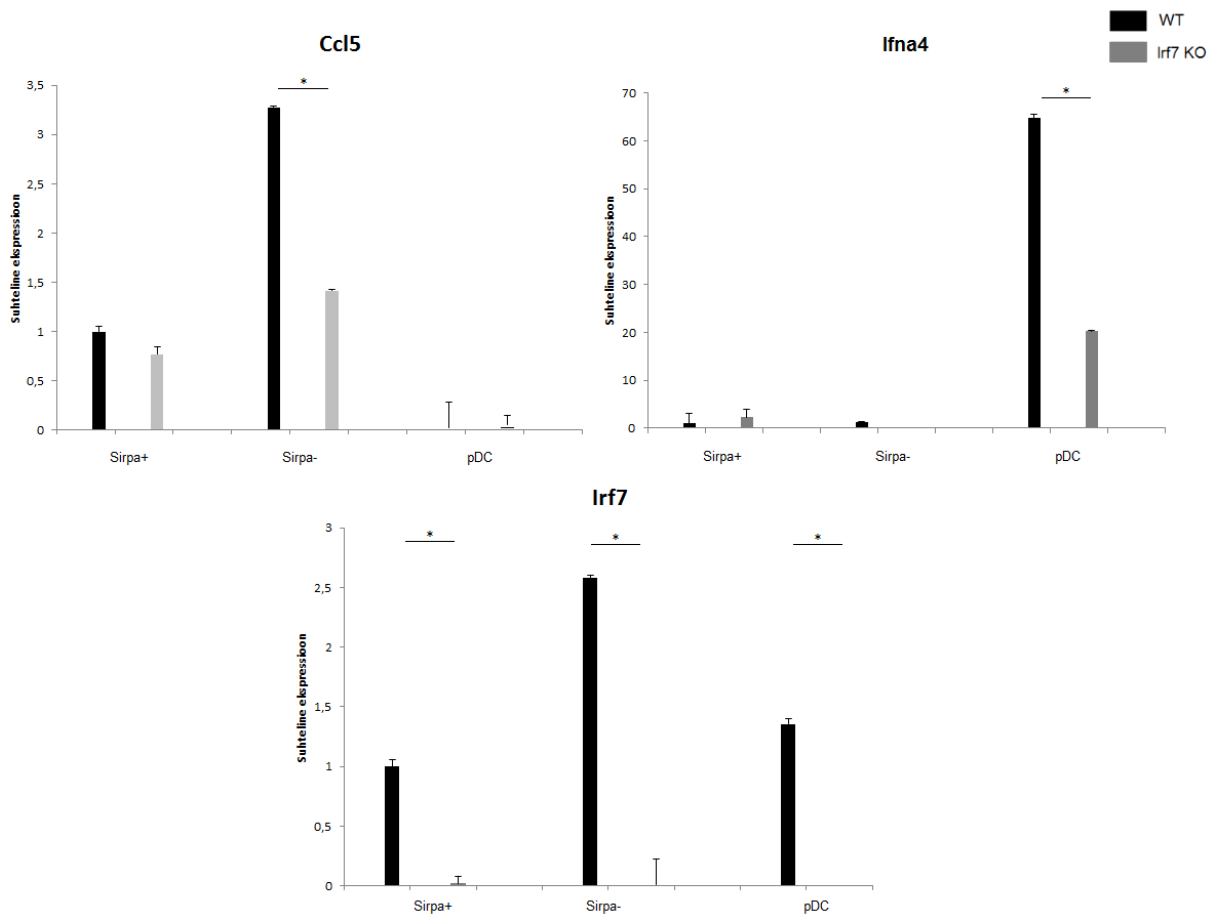 WT
Irf7 KO
Ccl5
*
3,5
3
2,5
2
1,5
1
0,5
0
Suhteline ekspressioon
Sirpa+
Sirpa-
pDC
Ifna4
*
70
60
50
40
30
20
10
0
Suhteline ekspressioon
Sirpa+
Sirpa-
pDC
Irf7
*
*
*
3
2,5
2
1,5
1
0,5
0
Suhteline ekspressioon
Sirpa+
Sirpa-
pDC